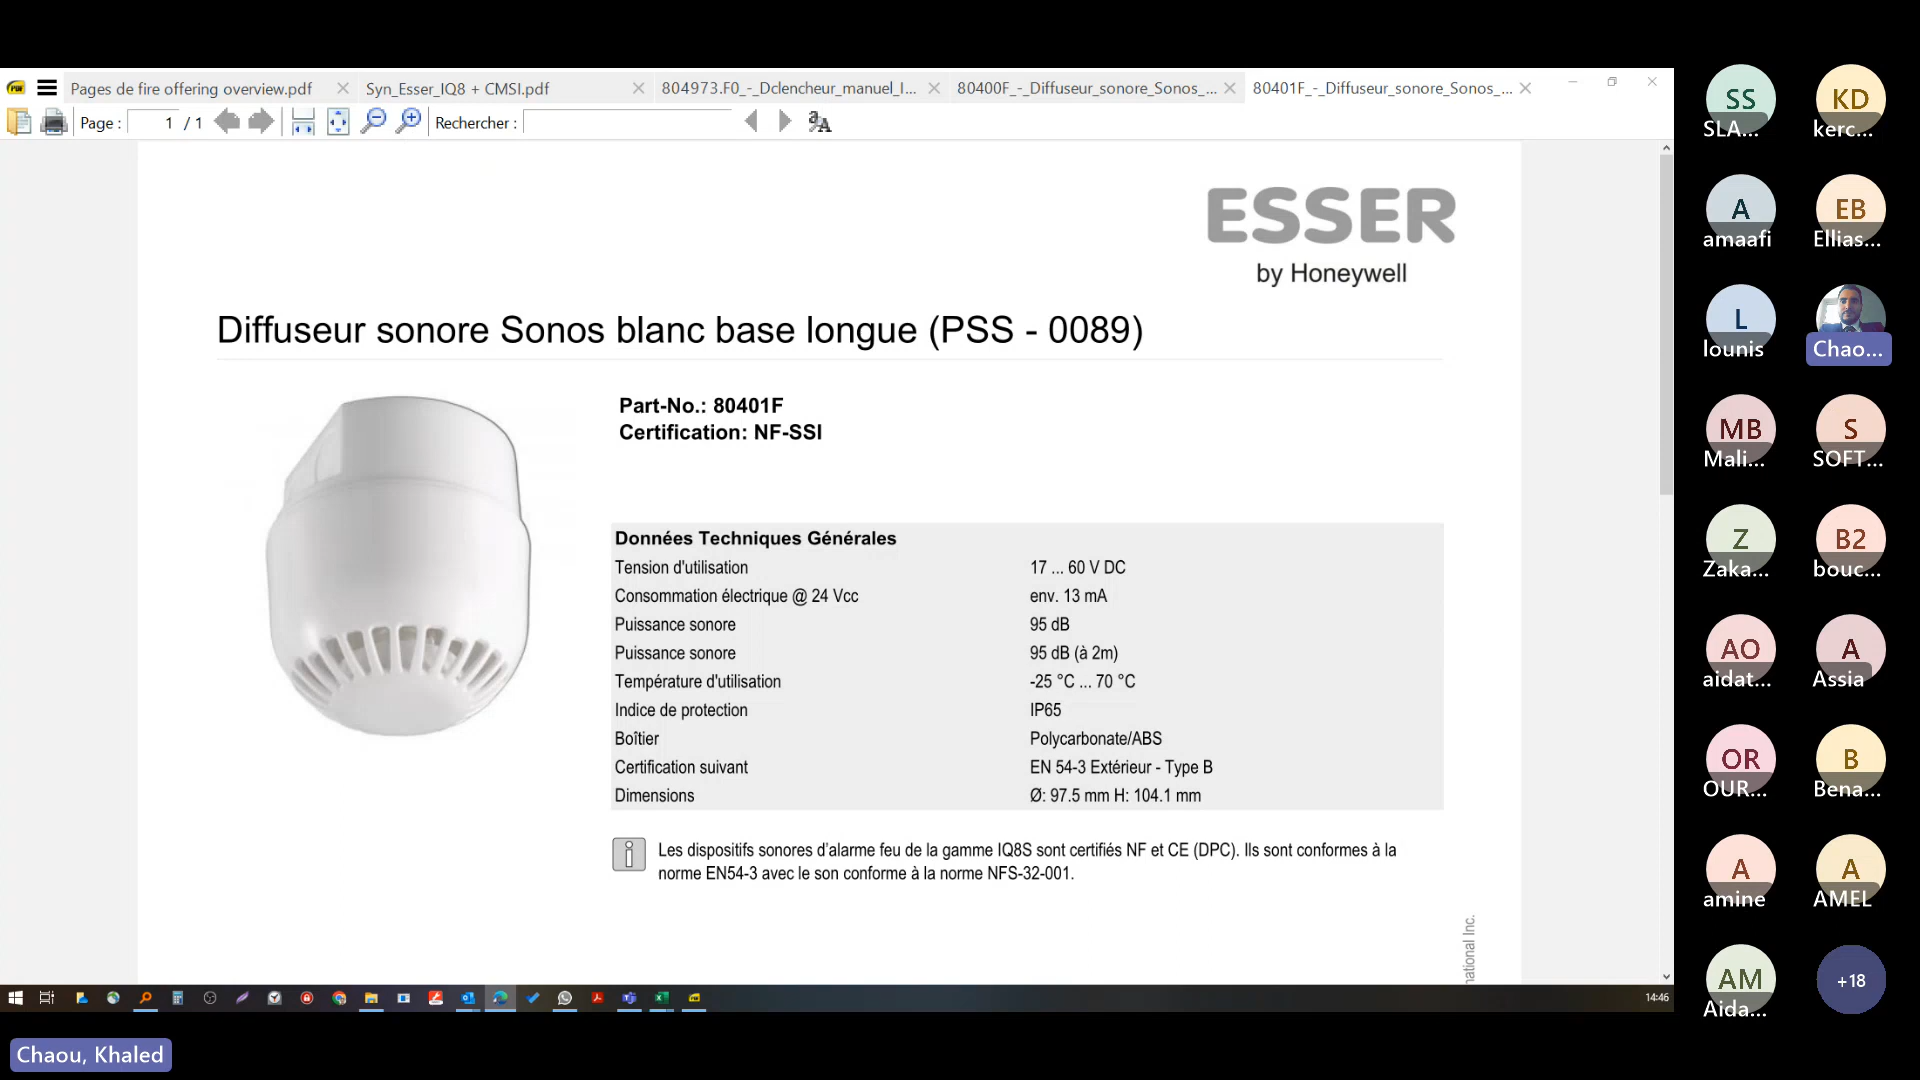 Pages de fire offering overview.pdf
Syn_Esser_IQ8 + CMSI.pdf
804973.F0_-_Dclencheur_manuel_I...
80400F_-_Diffuseur_sonore_Sonos_...
80401F_-_Diffuseur_sonore_Sonos_...
Page : 1 / 1
Rechercher :
ESSER
by Honeywell
Diffuseur sonore Sonos blanc base longue (PSS - 0089)
Part-No.: 80401F
Certification: NF-SSI
Données Techniques Générales
Tension d'utilisation 17 ... 60 V DC
Consommation électrique @ 24 Vcc env. 13 mA
Puissance sonore 95 dB
Puissance sonore 95 dB (à 2m)
Température d'utilisation -25 °C ... 70 °C
Indice de protection IP65
Boîtier Polycarbonate/ABS
Certification suivant EN 54-3 Extérieur - Type B
Dimensions Ø: 97.5 mm H: 104.1 mm
Les dispositifs sonores d'alarme feu de la gamme IQ8S sont certifiés NF et CE (DPC). Ils sont conformes à la
norme EN54-3 avec le son conforme à la norme NFS-32-001.
national Inc.
14:46
Chaou, Khaled
SS KD
SLA... kerc...
A EB
amaafi Ellias...
L
lounis Chao...
MB S
Mali... SOFT...
Z B2
Zaka... bouc...
AO A
aidat... Assia
OR B
OUR... Bena...
A A
amine AMEL
AM +18
Aida...